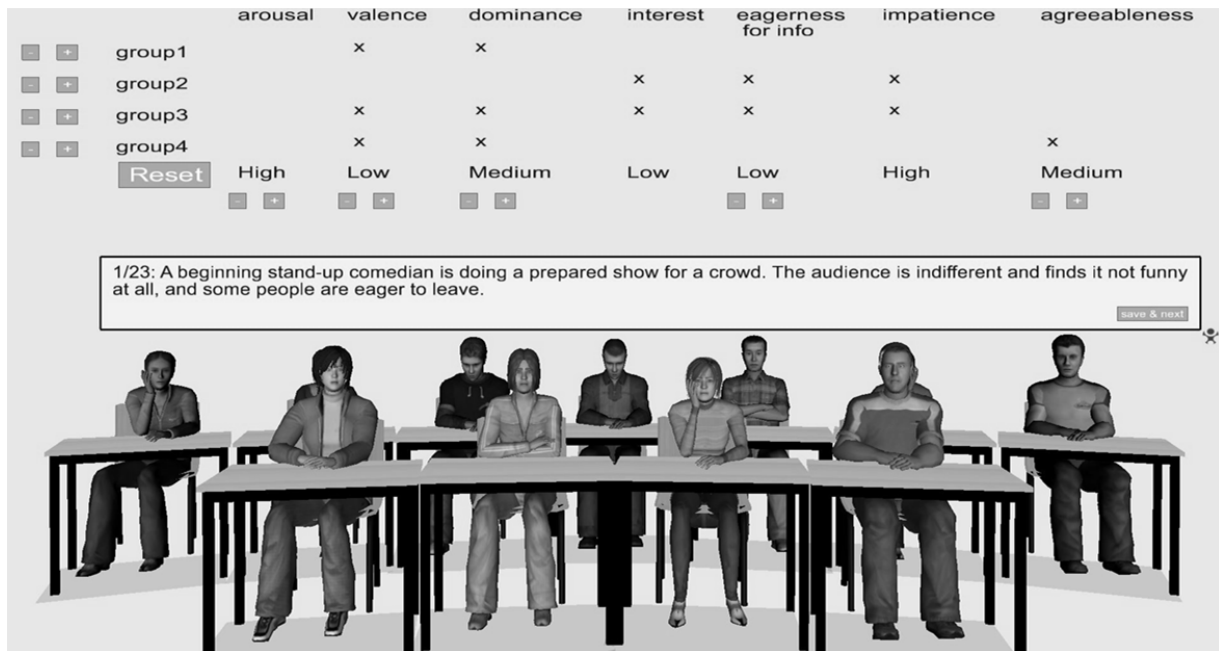 arousal valence dominance interest eagerness impatience agreeableness
for info
- + group1 x x
- + group2 x x x
- + group3 x x x x x
- + group4 x x x
Reset High Low Medium Low Low High Medium
- + - + - + - + - +
1/23: A beginning stand-up comedian is doing a prepared show for a crowd. The audience is indifferent and finds it not funny
at all, and some people are eager to leave.
save & next